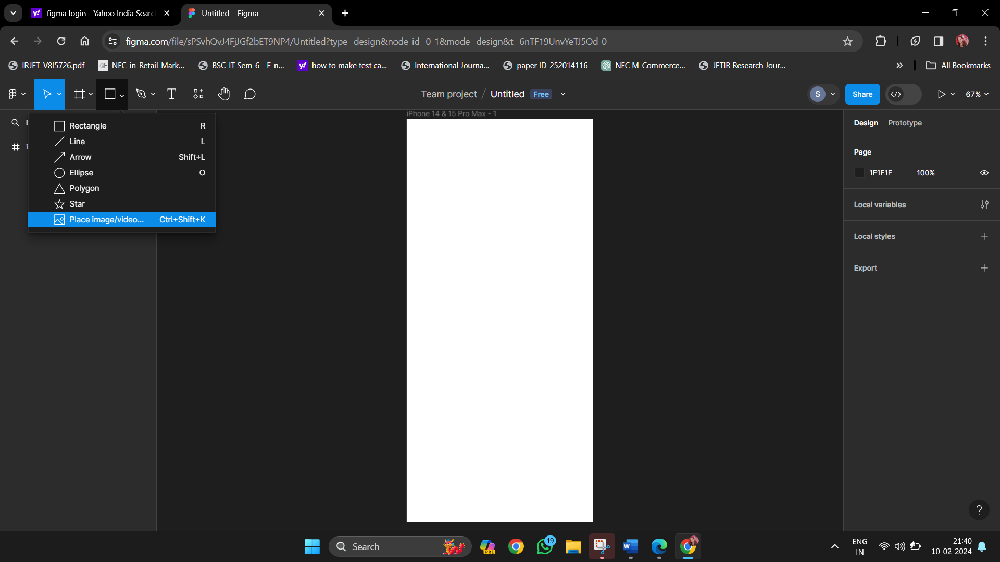 figma login - Yahoo India Searc
Untitled – Figma
figma.com/file/sPSvhQvJ4FjJGf2bET9NP4/Untitled?type=design&node-id=0-1&mode=design&t=6nTF19UnvYeTJ5Od-0
IRJET-V8I5726.pdf
NFC-in-Retail-Mark...
BSC-IT Sem-6 - E-n...
how to make test ca...
International Journa...
paper ID-252014116
NFC M-Commerce...
JETIR Research Jour...
All Bookmarks
Team project / Untitled Free
S
Share
67%
iPhone 14 & 15 Pro Max - 1
Rectangle R
Line L
Arrow Shift+L
Ellipse O
Polygon
Star
Place image/video... Ctrl+Shift+K
Design Prototype
Page
1E1E1E 100%
Local variables
Local styles
Export
?
Search
PRE
19
ENG
IN
21:40
10-02-2024